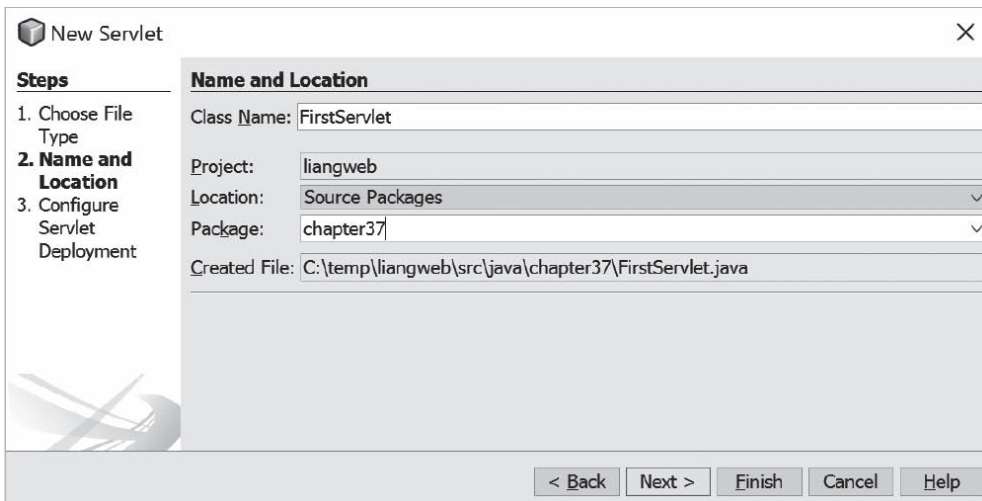 New Servlet
Steps
1. Choose File
Type
2. Name and
Location
3. Configure
Servlet
Deployment
Name and Location
Class Name: FirstServlet
Project: liangweb
Location: Source Packages
Package: chapter37
Created File: C:\temp\liangweb\src\java\chapter37\FirstServlet.java
< Back Next > Finish Cancel Help